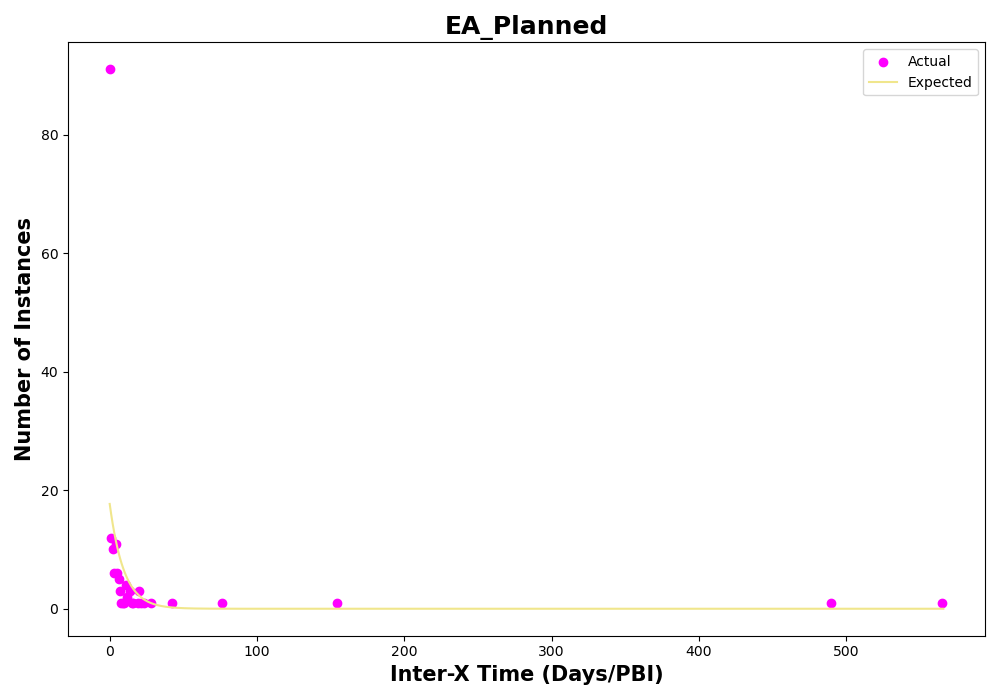 EA_Planned
Actual
Expected
Number of Instances
80
60
40
20
0
0 100 200 300 400 500
Inter-X Time (Days/PBI)